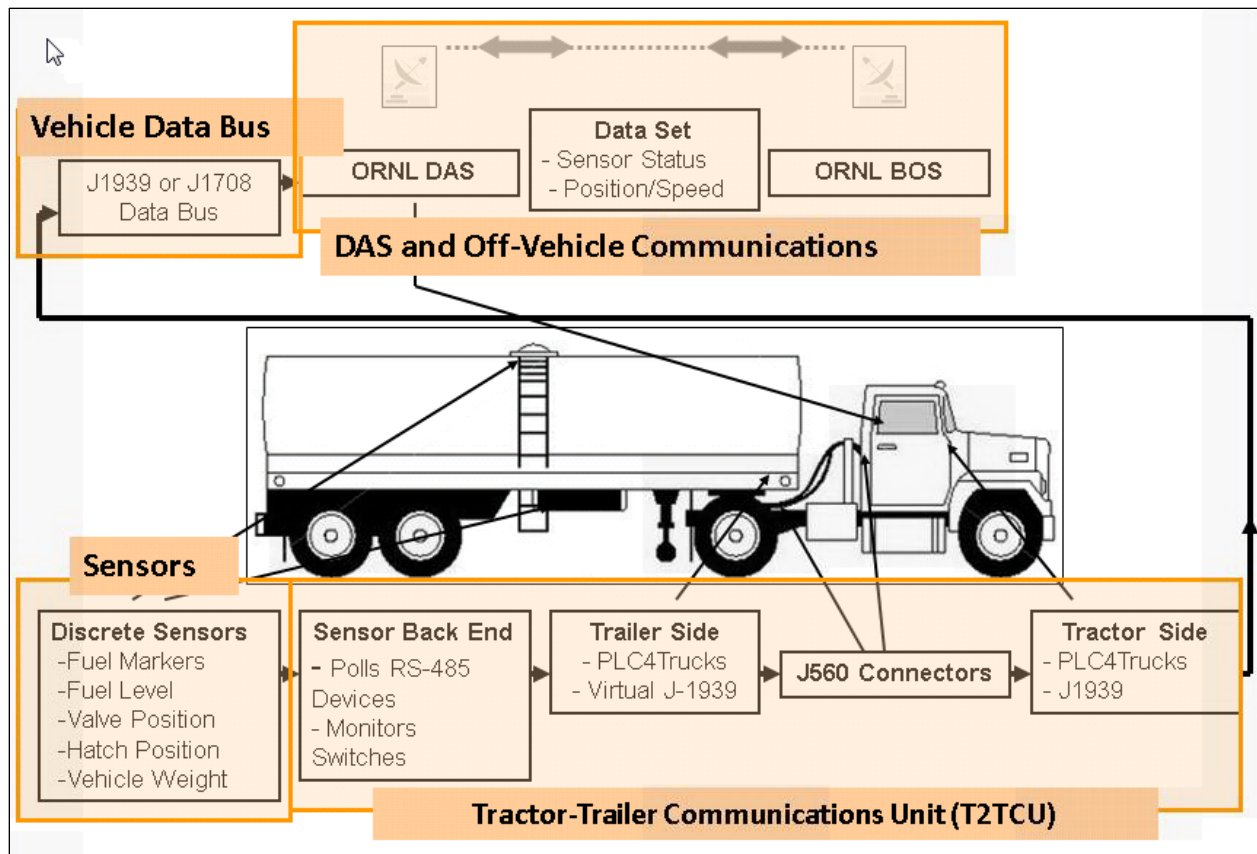 Vehicle Data Bus
J1939 or J1708
Data Bus
ORNL DAS
Data Set
- Sensor Status
- Position/Speed
ORNL BOS
DAS and Off-Vehicle Communications
Sensors
Discrete Sensors
-Fuel Markers
-Fuel Level
-Valve Position
-Hatch Position
-Vehicle Weight
Sensor Back End
- Polls RS-485
Devices
- Monitors
Switches
Trailer Side
- PLC4Trucks
- Virtual J-1939
J560 Connectors
Tractor Side
- PLC4Trucks
- J1939
Tractor-Trailer Communications Unit (T2TCU)